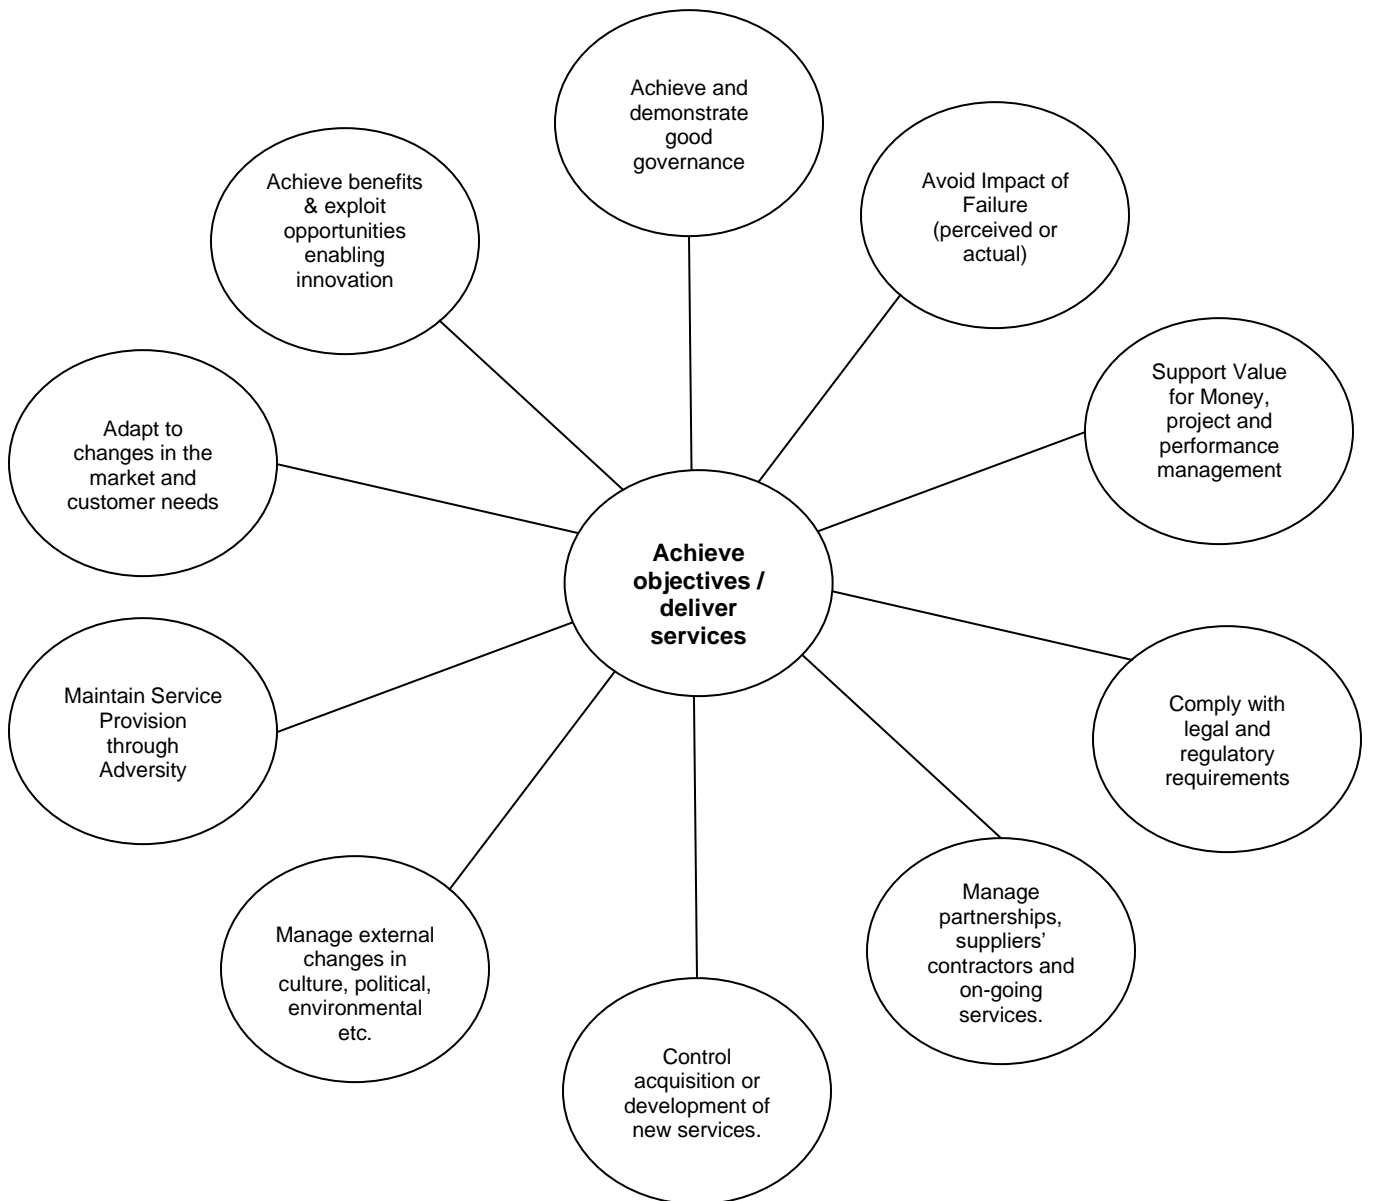 Achieve and
demonstrate
good
governance
Avoid Impact of
Failure
(perceived or
actual)
Achieve benefits
& exploit
opportunities
enabling
innovation
Support Value
for Money,
project and
performance
management
Adapt to
changes in the
market and
customer needs
Achieve
objectives /
deliver
services
Maintain Service
Provision
through
Adversity
Comply with
legal and
regulatory
requirements
Manage
partnerships,
suppliers’
contractors and
on-going
services.
Manage external
changes in
culture, political,
environmental
etc.
Control
acquisition or
development of
new services.